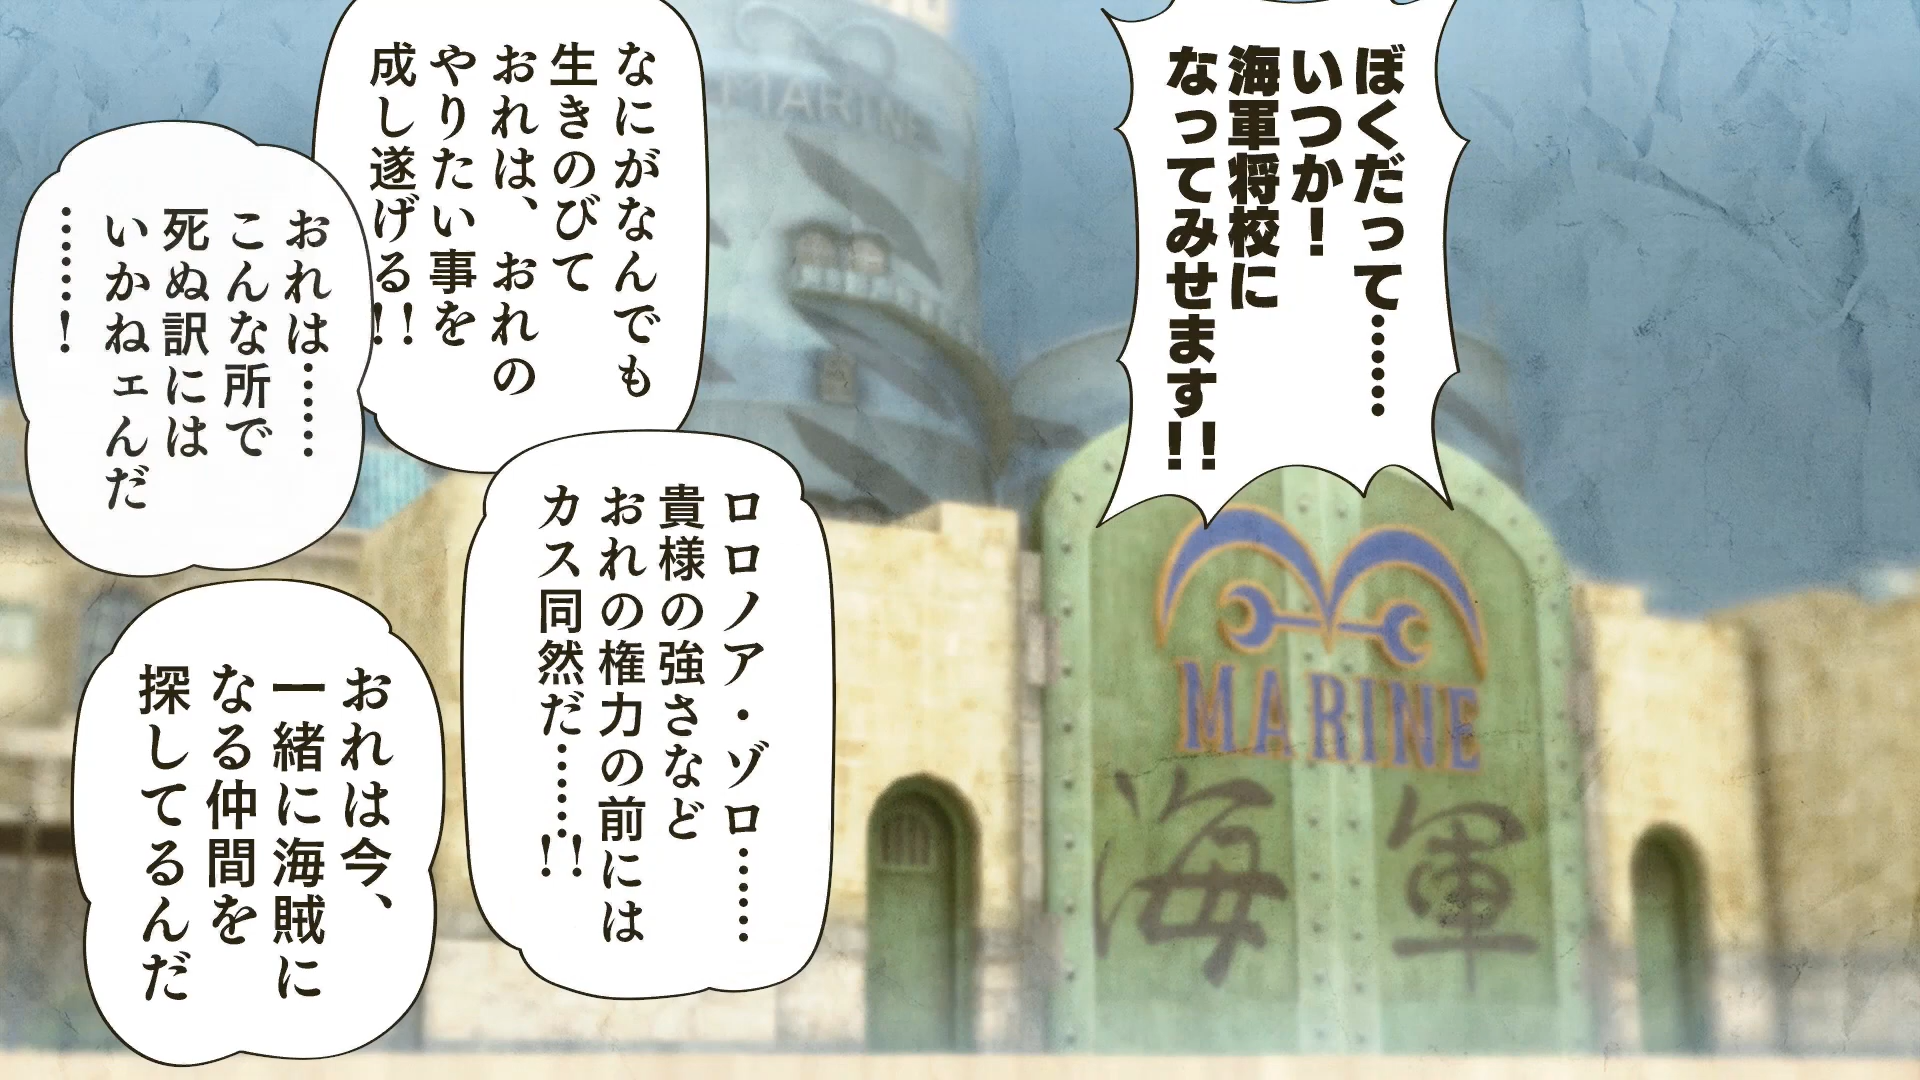 ぼくだって……
いつか!
海軍将校に
なってみせます!!
なにがなんでも
生きのびて
おれは、おれの
やりたい事を
成し遂げる!!
おれは……
こんな所で
死ぬ訳には
いかねェんだ
……!
ロロノア・ゾロ……
貴様の強さなど
おれの権力の前には
カス同然だ……!!
おれは今、
一緒に海賊に
なる仲間を
探してるんだ
MARINE
MARINE
海軍